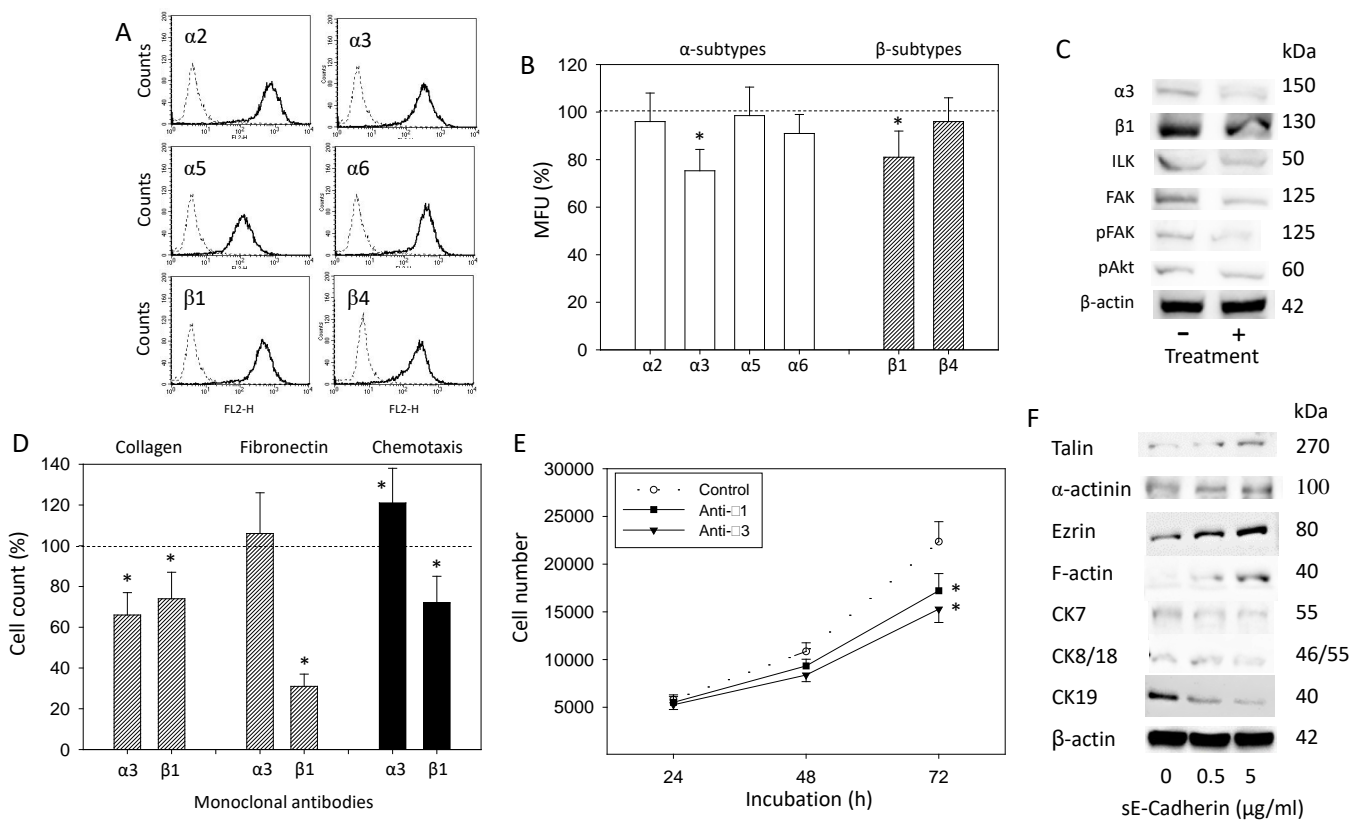 A
α2
α3
α5
α6
β1
β4
Counts
Counts
Counts
FL2-H
FL2-H
B
α-subtypes
β-subtypes
MFU (%)
120
100
80
60
40
20
0
*
*
α2
α3
α5
α6
β1
β4
C
kDa
α3
150
β1
130
ILK
50
FAK
125
pFAK
125
pAkt
60
β-actin
42
- +
Treatment
D
Collagen
Fibronectin
Chemotaxis
Cell count (%)
140
120
100
80
60
40
20
0
*
*
*
*
*
α3
β1
α3
β1
α3
β1
Monoclonal antibodies
E
Cell number
30000
25000
20000
15000
10000
5000
Control
Anti-□1
Anti-□3
*
*
24
48
72
Incubation (h)
F
kDa
Talin
270
α-actinin
100
Ezrin
80
F-actin
40
CK7
55
CK8/18
46/55
CK19
40
β-actin
42
0 0.5 5
sE-Cadherin (µg/ml)